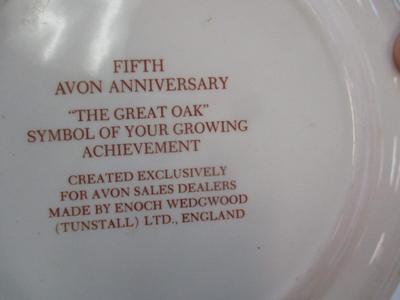 FIFTH
AVON ANNIVERSARY
"THE GREAT OAK"
SYMBOL OF YOUR GROWING
ACHIEVEMENT
CREATED EXCLUSIVELY
FOR AVON SALES DEALERS
MADE BY ENOCH WEDGWOOD
(TUNSTALL) LTD., ENGLAND